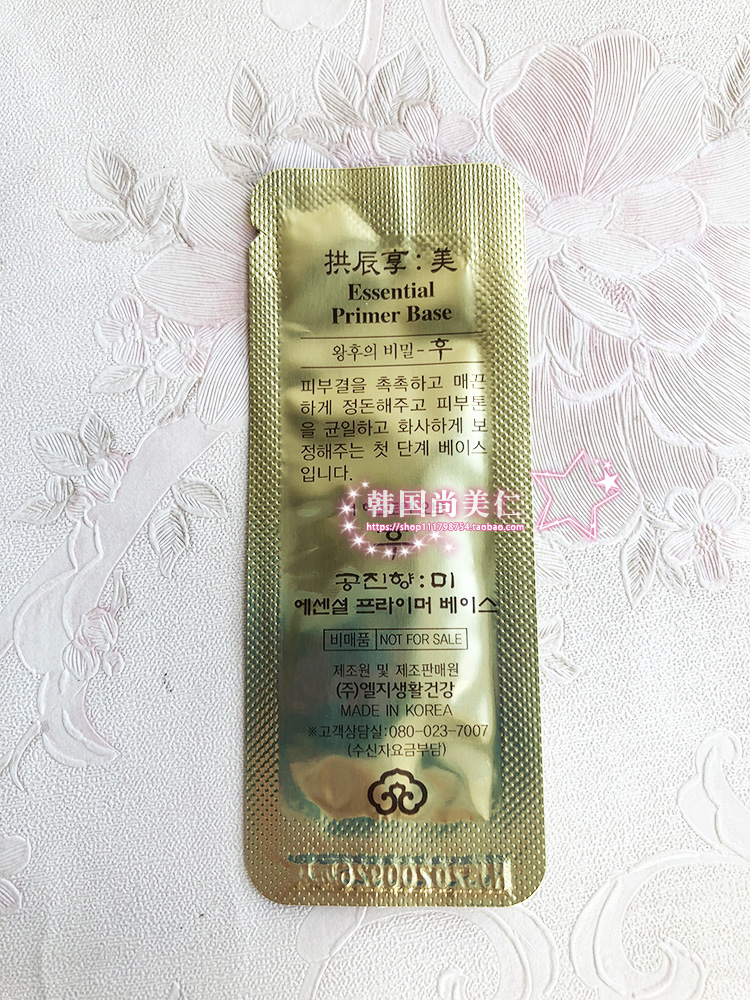 拱辰享:美
Essential
Primer Base
왕후의 비밀-후
피부결을 촉촉하고 매끈
하게 정돈해주고 피부톤
을 균일하고 화사하게 보
정해주는 첫 단계 베이스
입니다.
韩国尚美仁
https://shop111798754.taobao.com
후
공진향:미
에센셜 프라이머 베이스
비매품 NOT FOR SALE
제조원 및 제조판매원
(주)엘지생활건강
MADE IN KOREA
※고객상담실:080-023-7007
(수신자요금부담)